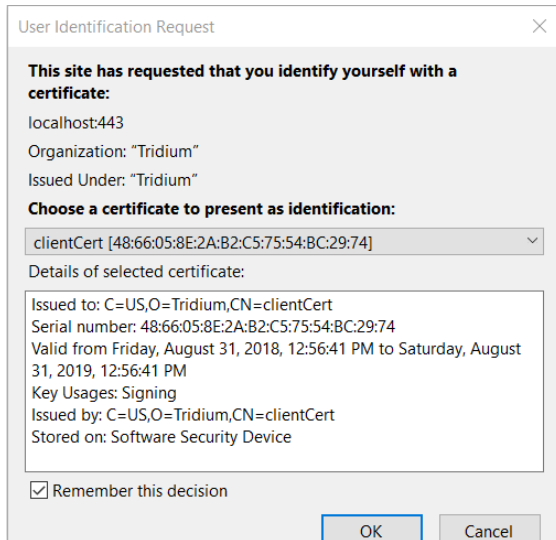 User Identification Request
This site has requested that you identify yourself with a
certificate:
localhost:443
Organization: “Tridium”
Issued Under: “Tridium”
Choose a certificate to present as identification:
clientCert [48:66:05:8E:2A:B2:C5:75:54:BC:29:74]
Details of selected certificate:
Issued to: C=US,O=Tridium,CN=clientCert
Serial number: 48:66:05:8E:2A:B2:C5:75:54:BC:29:74
Valid from Friday, August 31, 2018, 12:56:41 PM to Saturday, August
31, 2019, 12:56:41 PM
Key Usages: Signing
Issued by: C=US,O=Tridium,CN=clientCert
Stored on: Software Security Device
Remember this decision
OK Cancel